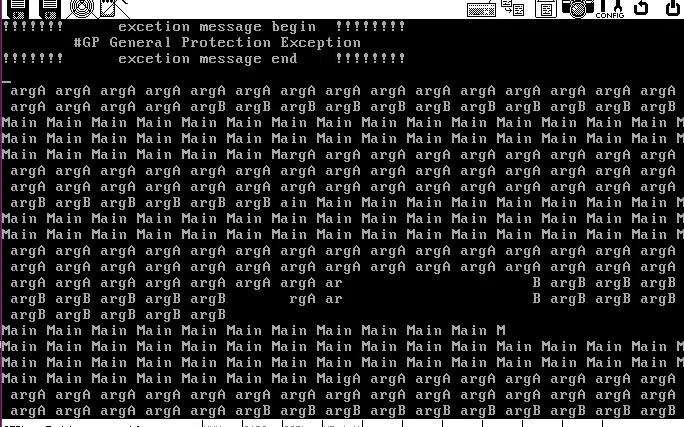 CONFIG
!!!!!!! excetion message begin !!!!!!!!
#GP General Protection Exception
!!!!!!! excetion message end !!!!!!!!
argA argA argA argA argA argA argA argA argA argA argA argA argA argA argA
argA argA argA argA argB argB argB argB argB argB argB argB argB argB argB
Main Main Main Main Main Main Main Main Main Main Main Main Main Main Main M
Main Main Main Main Main Main Main Main Main Main Main Main Main Main Main M
Main Main Main Main Main Main MargA argA argA argA argA argA argA argA argA
argA argA argA argA argA argA argA argA argA argA argA argA argA argA argA
argA argA argA argA argA argA argA argA argA argA argA argA argA argA argA
argB argB argB argB argB argB ain Main Main Main Main Main Main Main Main M
Main Main Main Main Main Main Main Main Main Main Main Main Main Main Main M
Main Main Main Main Main Main Main Main Main Main Main Main Main Main Main M
argA argA argA argA argA argA argA argA argA argA argA argA argA argA argA
argA argA argA argA argA argA argA argA argA argA argA argA argA argA argA
argA argA argA argA argA argA argA ar B argB argB argB
argB argB argB argB argB rgA ar B argB argB argB
argB argB argB argB argB
Main Main Main Main Main Main Main Main Main Main Main M
Main Main Main Main Main Main Main Main Main Main Main Main Main Main Main M
Main Main Main Main Main Main Main Main Main Main Main Main Main Main Main M
Main Main Main Main Main Main Main MaigA argA argA argA argA argA argA argA
argA argA argA argA argA argA argA argA argA argA argA argA argA argA argA
argA argA argA argA argA argA argB argB argB argB argB argB argB argB argB